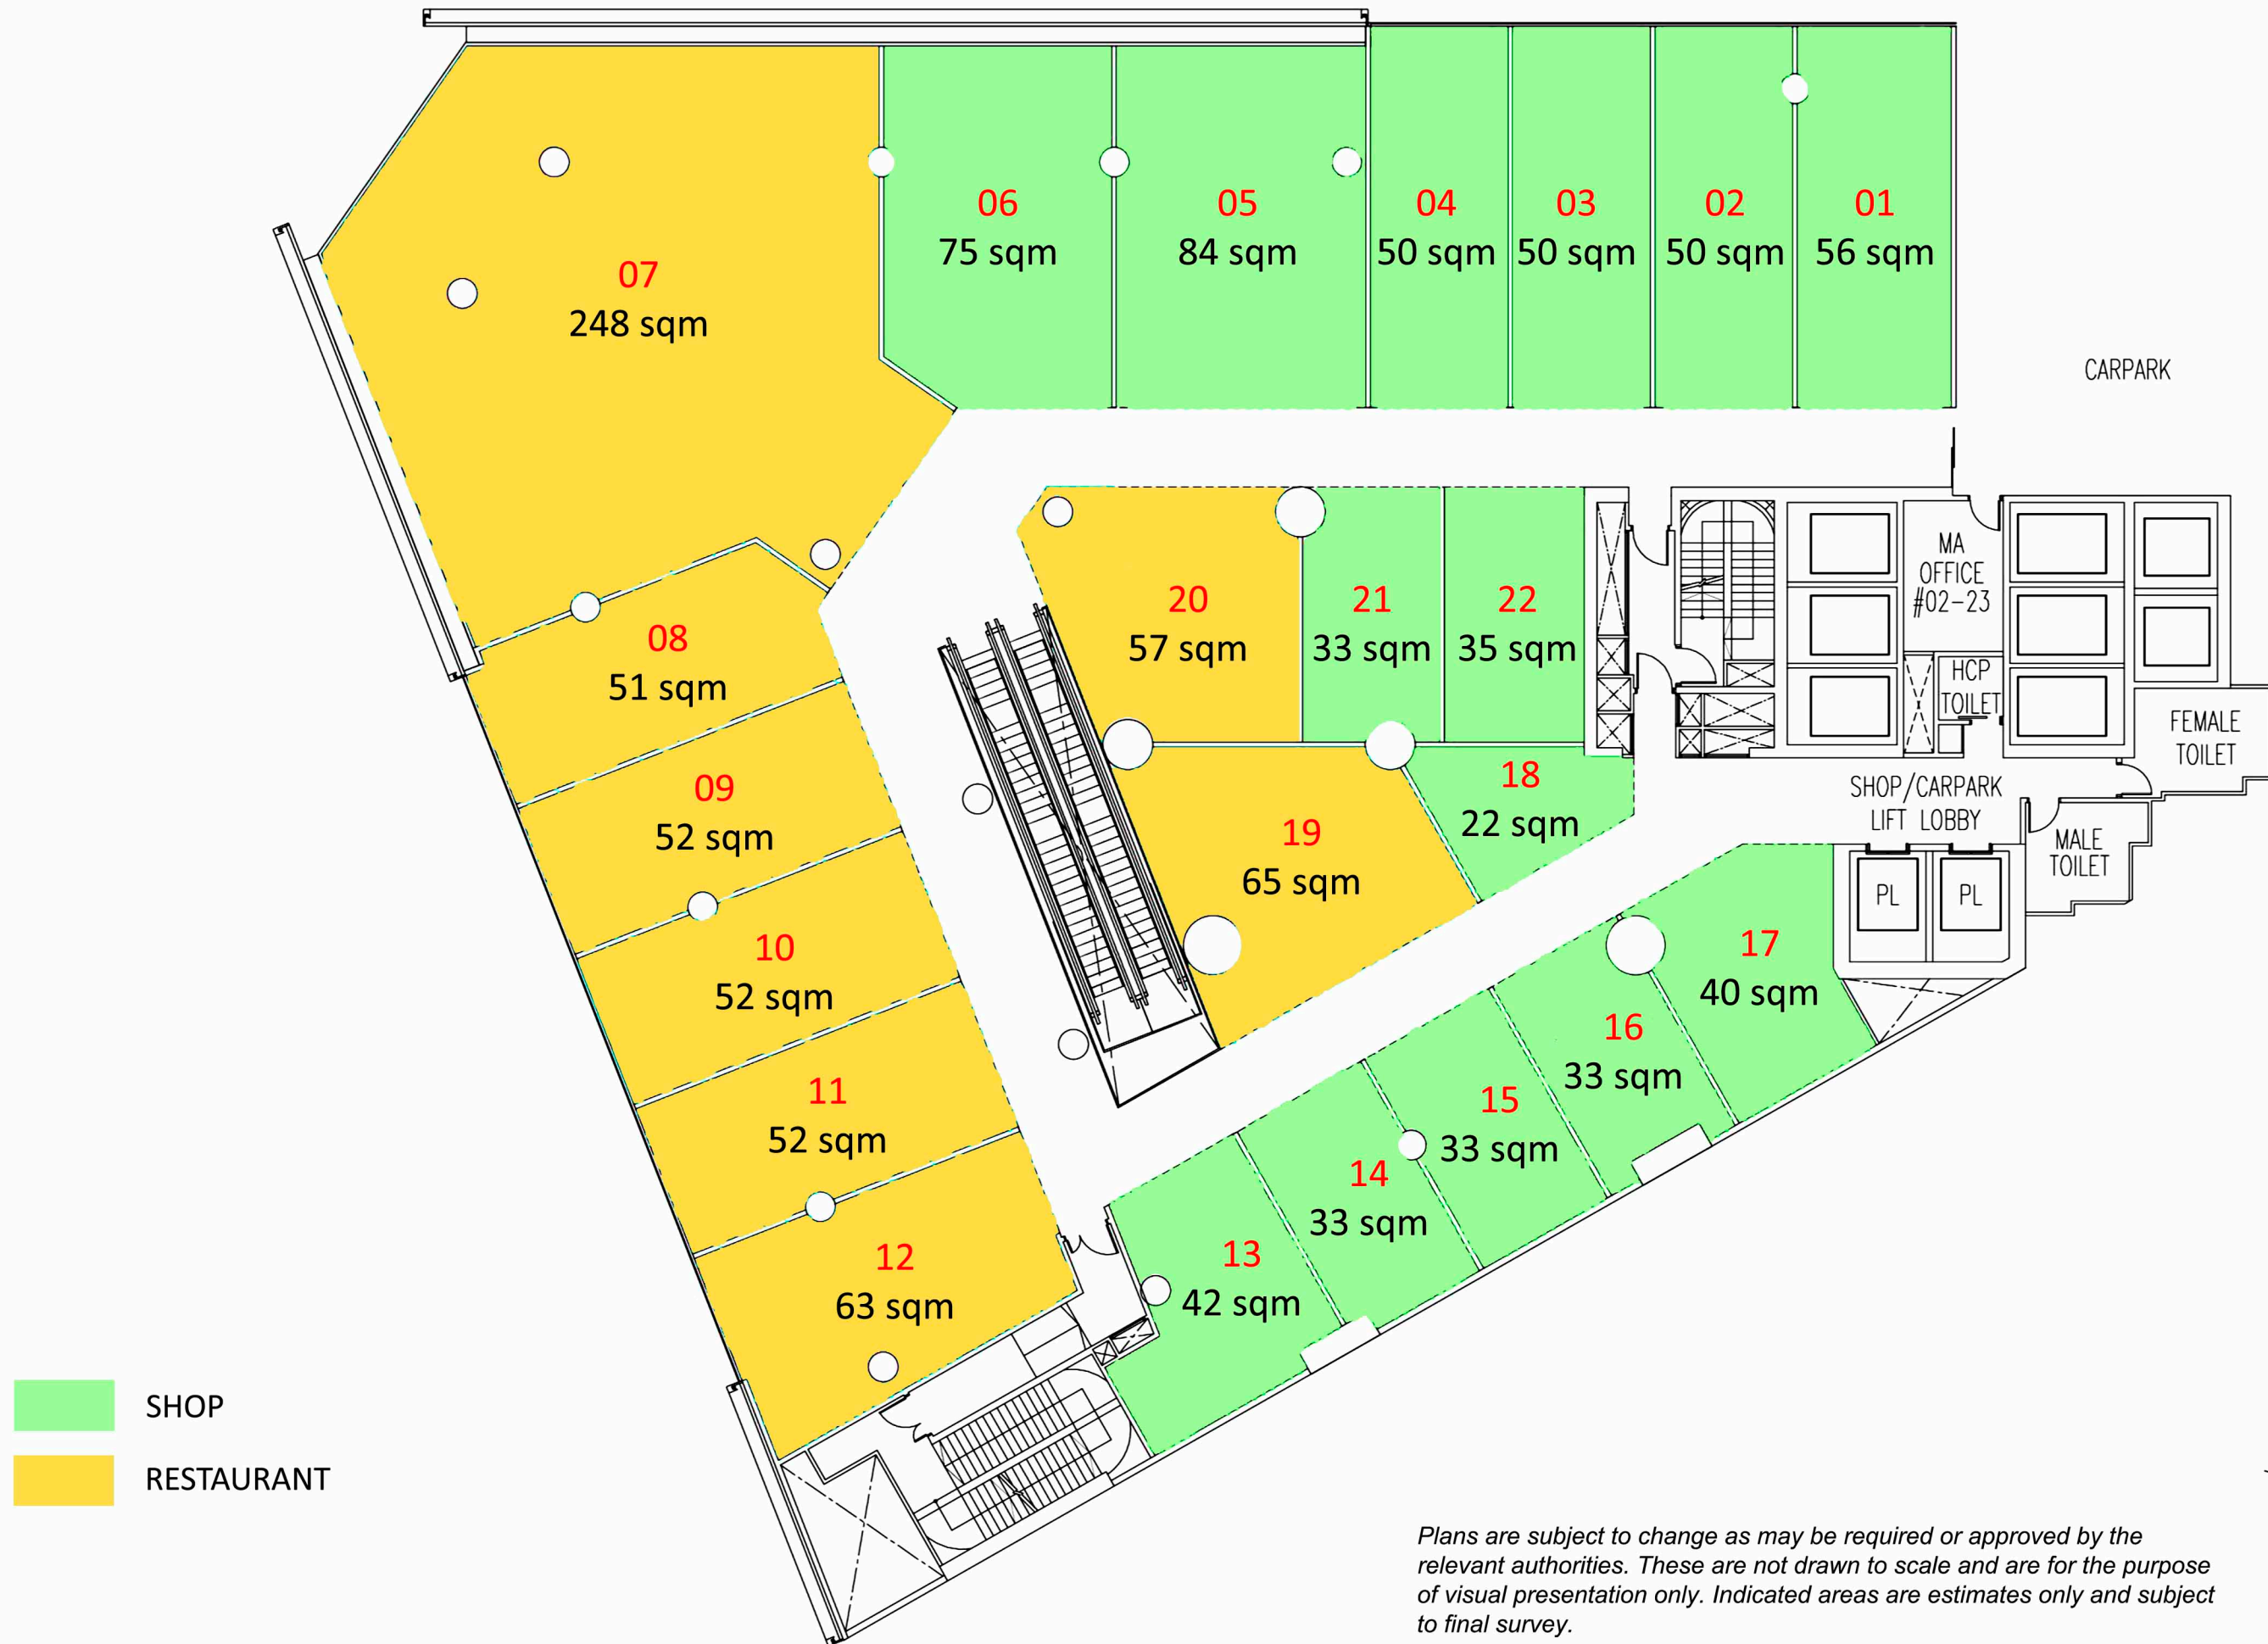 06
75 sqm
05
84 sqm
04
50 sqm
03
50 sqm
02
50 sqm
01
56 sqm
07
248 sqm
CARPARK
20
57 sqm
21
33 sqm
22
35 sqm
MA
OFFICE
#02-23
HCP
TOILET
FEMALE
TOILET
08
51 sqm
09
52 sqm
18
22 sqm
SHOP/CARPARK
LIFT LOBBY
19
65 sqm
MALE
TOILET
PL
PL
10
52 sqm
17
40 sqm
16
33 sqm
11
52 sqm
15
33 sqm
14
33 sqm
12
63 sqm
13
42 sqm
SHOP
RESTAURANT
Plans are subject to change as may be required or approved by the
relevant authorities. These are not drawn to scale and are for the purpose
of visual presentation only. Indicated areas are estimates only and subject
to final survey.